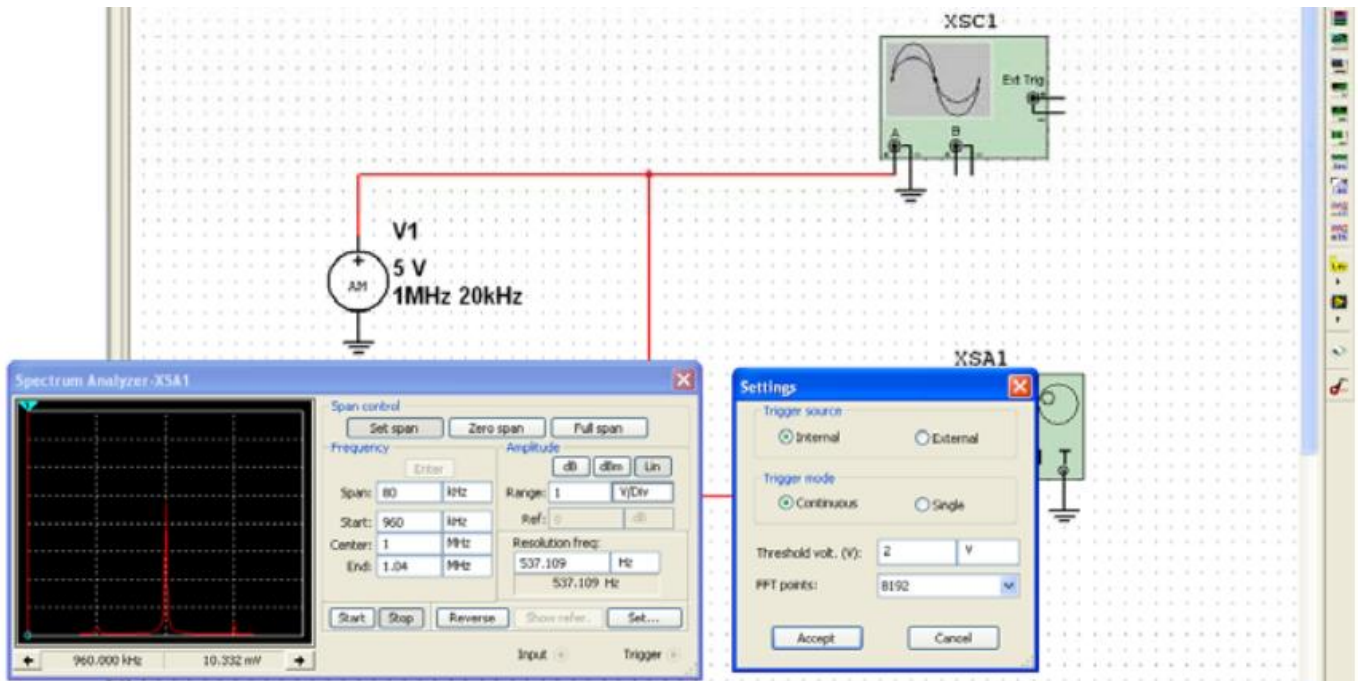 XSC1
Ext Trig
+
-
A
B
V1
+
5 V
AM
1MHz 20kHz
XSA1
T
Spectrum Analyzer-XSA1
Span control
Set span
Zero span
Full span
Frequency
Enter
Span: 80 kHz
Start: 960 kHz
Center: 1 MHz
End: 1.04 MHz
Amplitude
dB
dBm
Lin
Range: 1 V/Div
Ref: 0 dB
Resolution freq:
537.109 Hz
537.109 Hz
Start
Stop
Reverse
Show refer.
Set...
960.000 kHz
10.332 mV
Input
Trigger
Settings
Trigger source
Internal
External
Trigger mode
Continuous
Single
Threshold volt. (V): 2 V
FFT points: 8192
Accept
Cancel